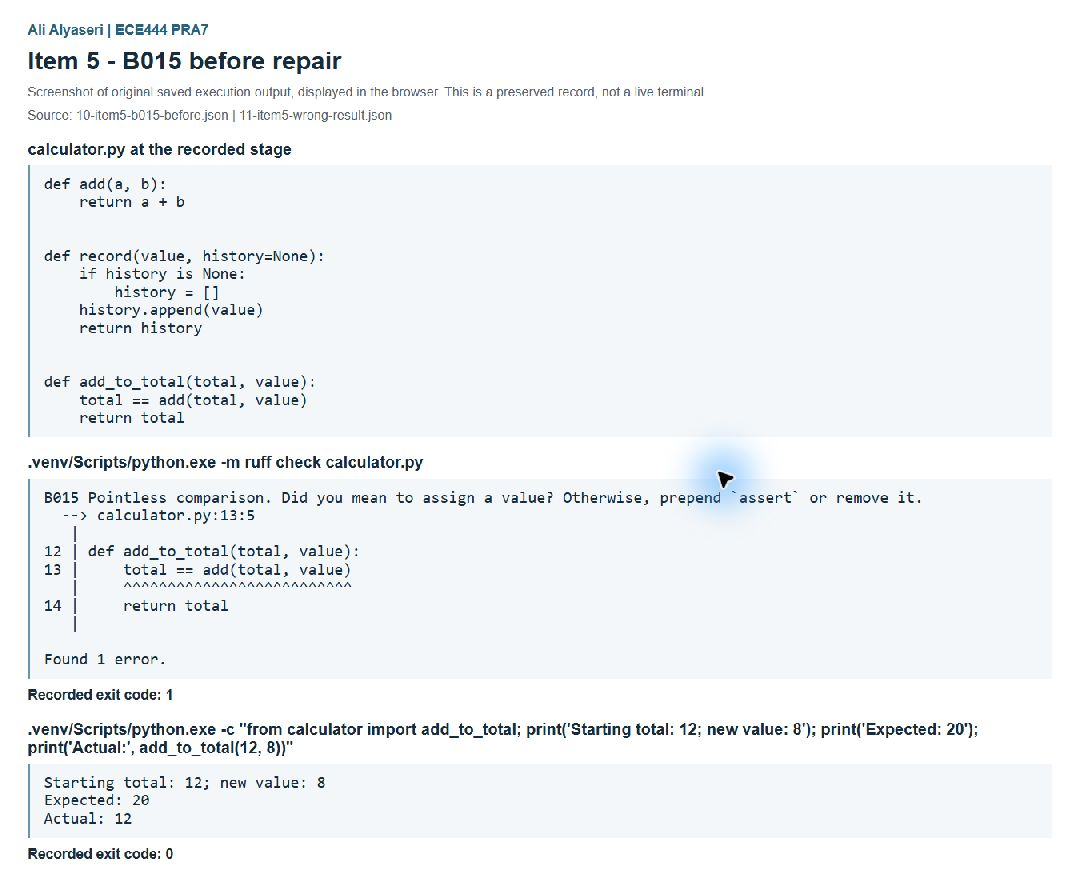 Ali Alyaseri | ECE444 PRA7
Item 5 - B015 before repair
Screenshot of original saved execution output, displayed in the browser. This is a preserved record, not a live terminal
Source: 10-item5-b015-before.json | 11-item5-wrong-result.json
calculator.py at the recorded stage
def add(a, b):
    return a + b
def record(value, history=None):
    if history is None:
        history = []
    history.append(value)
    return history
def add_to_total(total, value):
    total == add(total, value)
    return total
.venv/Scripts/python.exe -m ruff check calculator.py
B015 Pointless comparison. Did you mean to assign a value? Otherwise, prepend `assert` or remove it.
  --> calculator.py:13:5
   |
12 | def add_to_total(total, value):
13 |     total == add(total, value)
   |     ^^^^^^^^^^^^^^^^^^^^^^^^^^
14 |     return total
   |
Found 1 error.
Recorded exit code: 1
.venv/Scripts/python.exe -c "from calculator import add_to_total; print('Starting total: 12; new value: 8'); print('Expected: 20');
print('Actual:', add_to_total(12, 8))"
Starting total: 12; new value: 8
Expected: 20
Actual: 12
Recorded exit code: 0